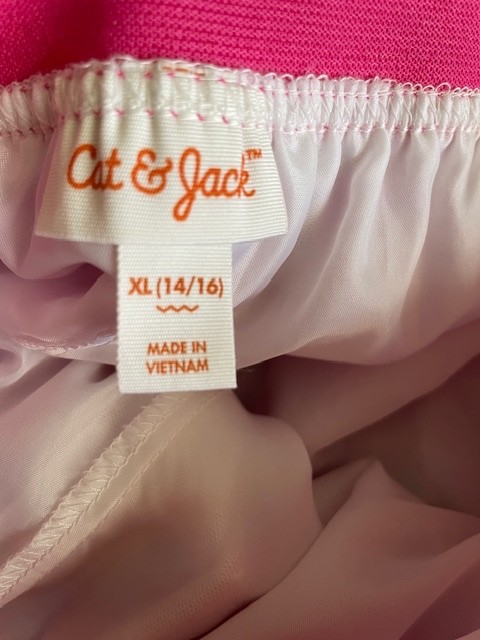 Cat & Jack™
XL (14/16)
MADE IN
VIETNAM